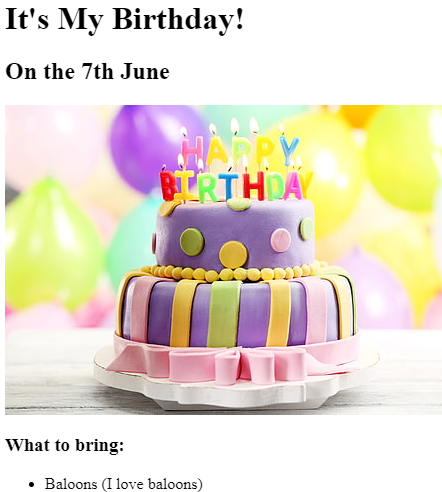 It's My Birthday!
On the 7th June
HAPPY
BIRTHDAY
What to bring:
Baloons (I love baloons)